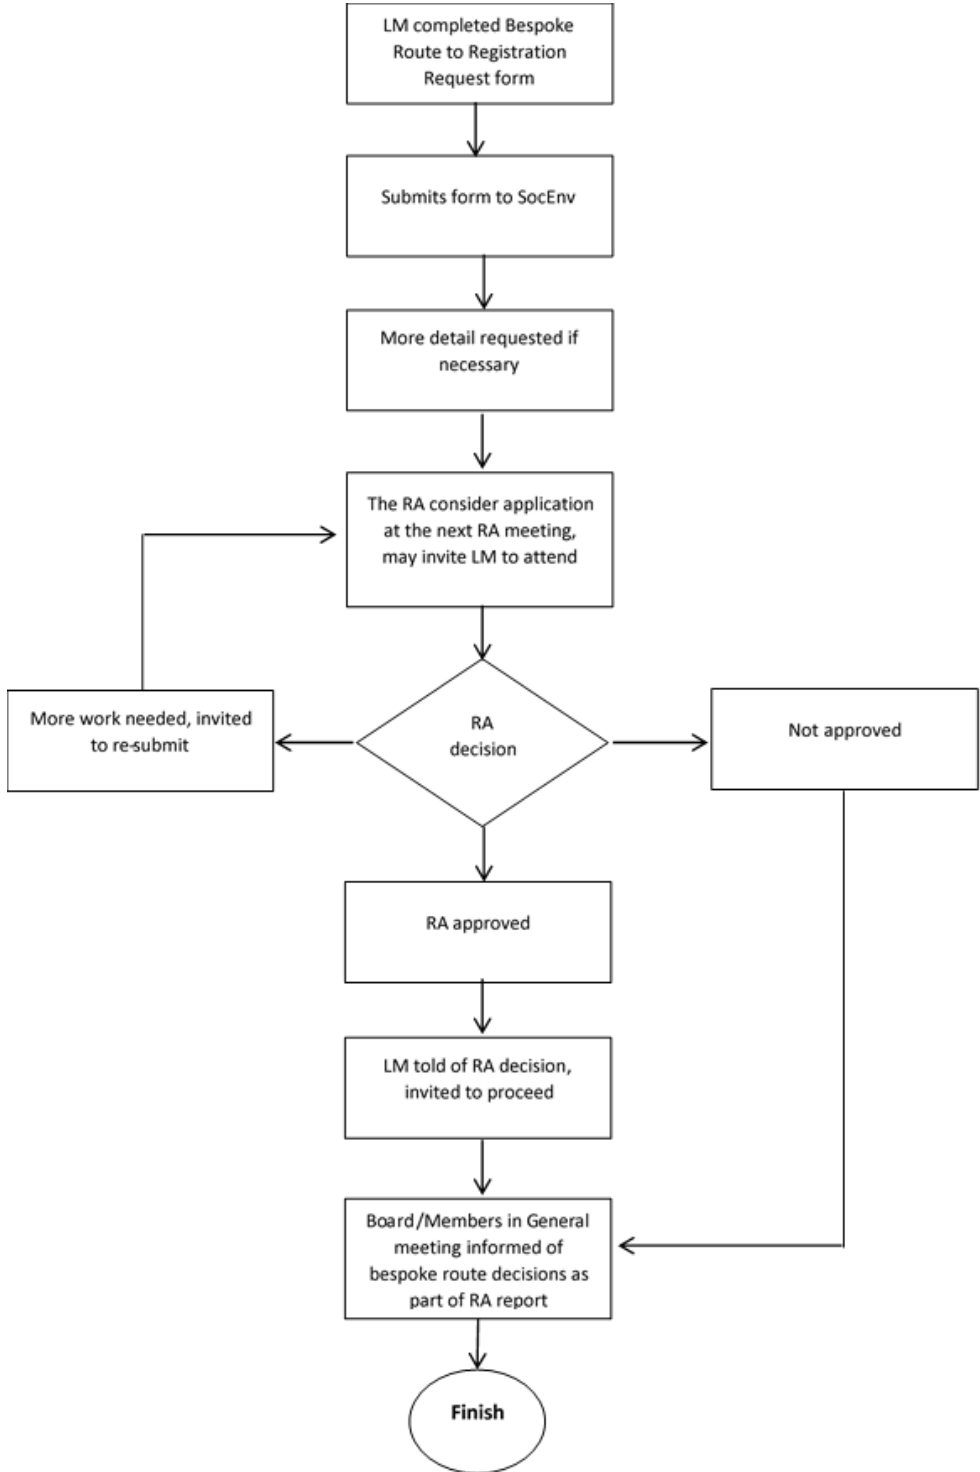 LM completed Bespoke
Route to Registration
Request form
Submits form to SocEnv
More detail requested if
necessary
The RA consider application
at the next RA meeting,
may invite LM to attend
More work needed, invited
to re-submit
RA
decision
Not approved
RA approved
LM told of RA decision,
invited to proceed
Board/Members in General
meeting informed of
bespoke route decisions as
part of RA report
Finish